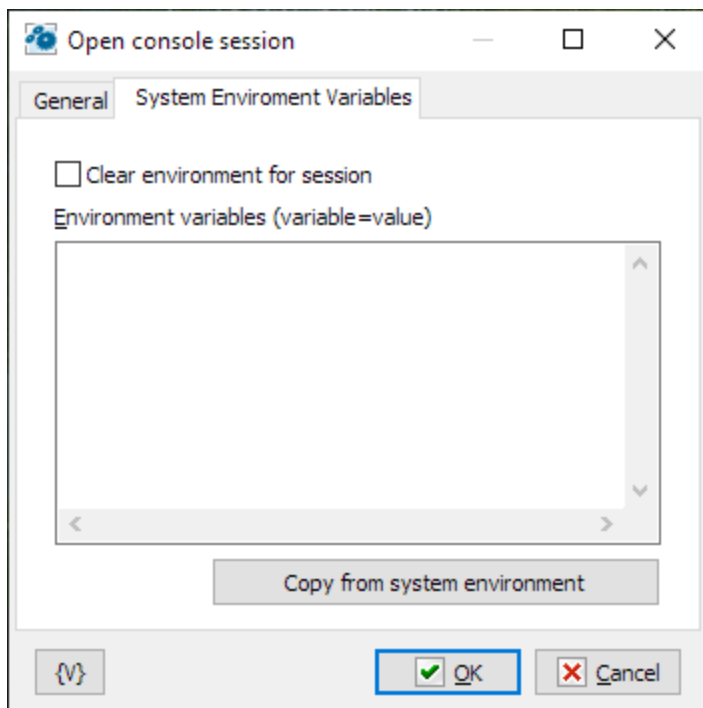 Open console session
General
System Enviroment Variables
Clear environment for session
Environment variables (variable=value)
Copy from system environment
{V}
OK
Cancel